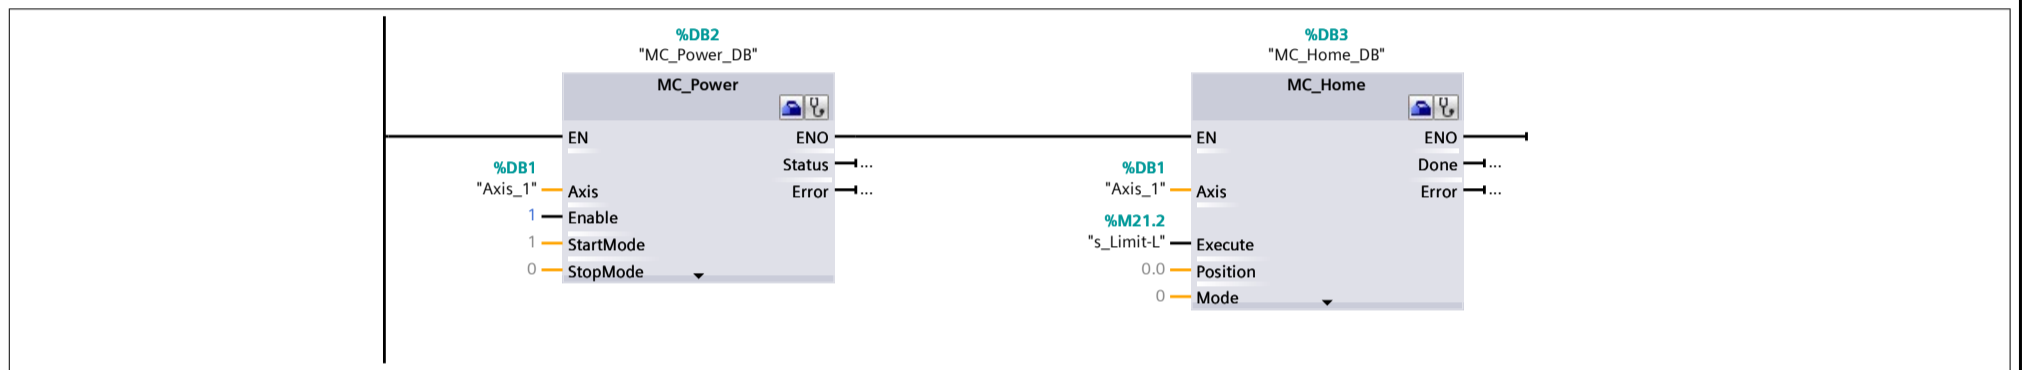 %DB2
"MC_Power_DB"
MC_Power
EN
ENO
Status
...
%DB1
"Axis_1"
Axis
Error
...
1
Enable
1
StartMode
0
StopMode
%DB3
"MC_Home_DB"
MC_Home
EN
ENO
Done
...
%DB1
"Axis_1"
Axis
Error
...
%M21.2
"s_Limit-L"
Execute
0.0
Position
0
Mode